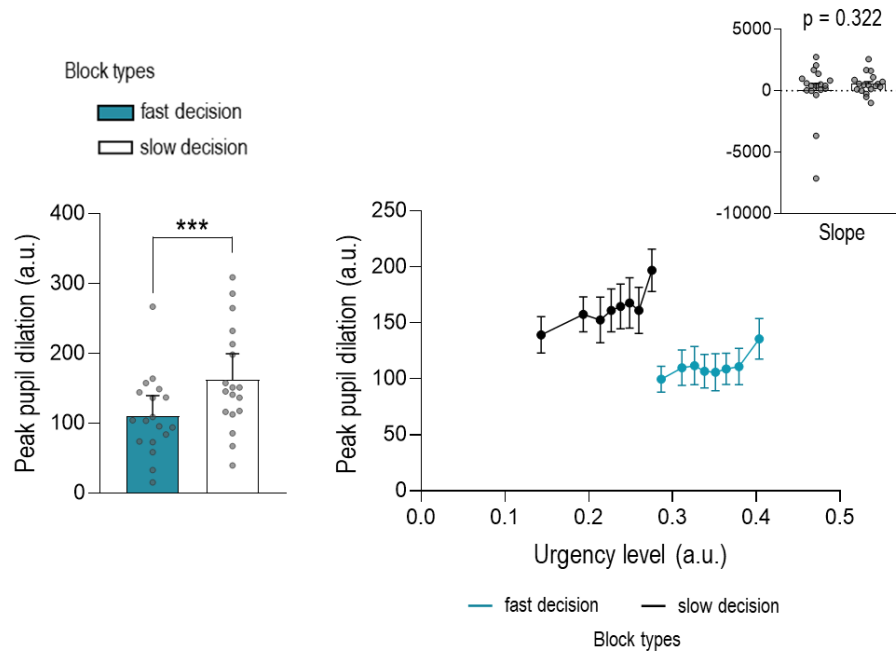 Block types
fast decision
slow decision
Peak pupil dilation (a.u.)
400
300
200
100
0
***
Peak pupil dilation (a.u.)
250
200
150
100
50
0
0.0 0.1 0.2 0.3 0.4 0.5
Urgency level (a.u.)
fast decision slow decision
Block types
p = 0.322
5000
0
-5000
-10000
Slope